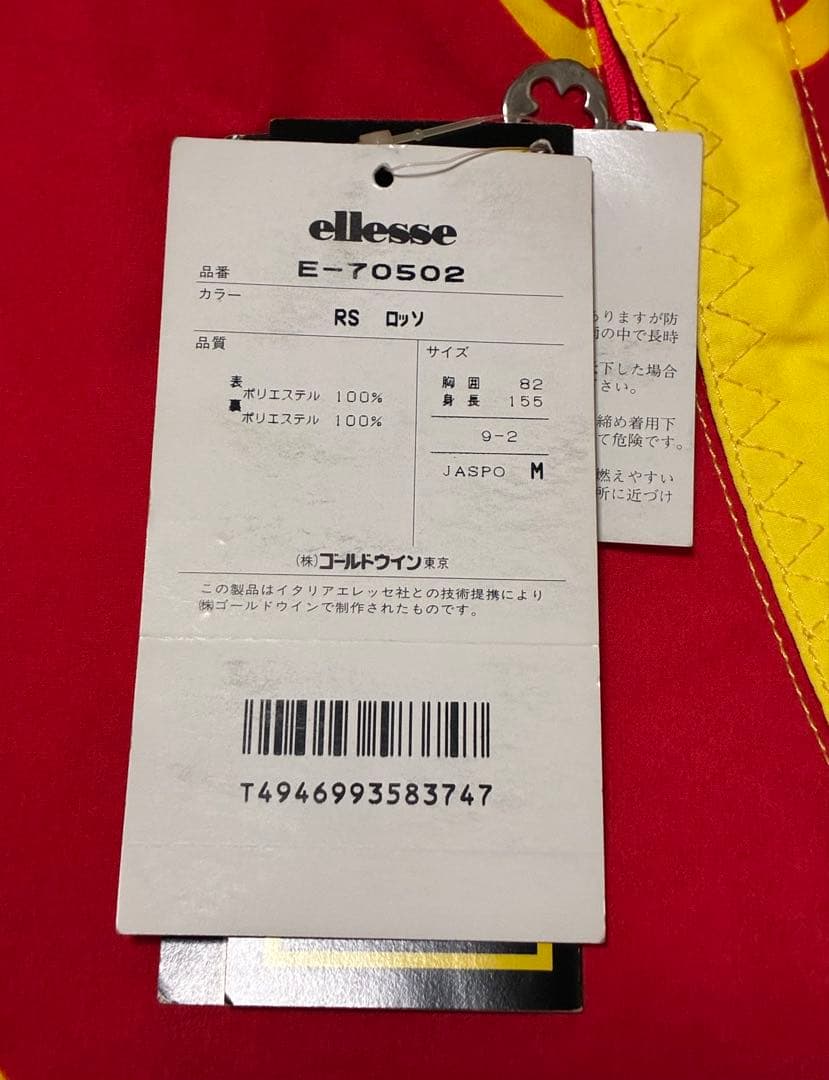 ellesse
品番 E-70502
カラー
RS ロッソ
品質
表
ポリエステル 100%
裏
ポリエステル 100%
サイズ
胸囲 82
身長 155
9-2
JASPO M
(株)ゴールドウイン東京
この製品はイタリアエレッセ社との技術提携により
㈱ゴールドウインで制作されたものです。
T4946993583747
ありますが防
雨の中で長時
下した場合
さい。
締め着用下
て危険です。
燃えやすい
所に近づけ